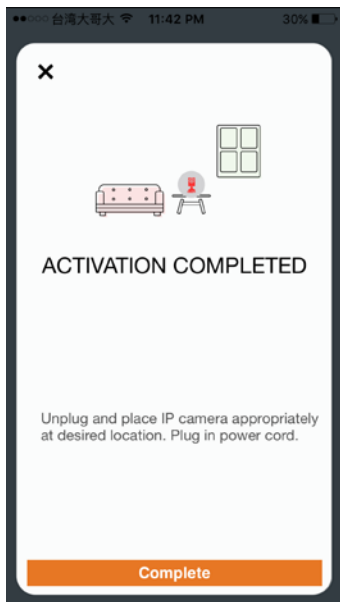 台湾大哥大 11:42 PM 30%
ACTIVATION COMPLETED
Unplug and place IP camera appropriately
at desired location. Plug in power cord.
Complete